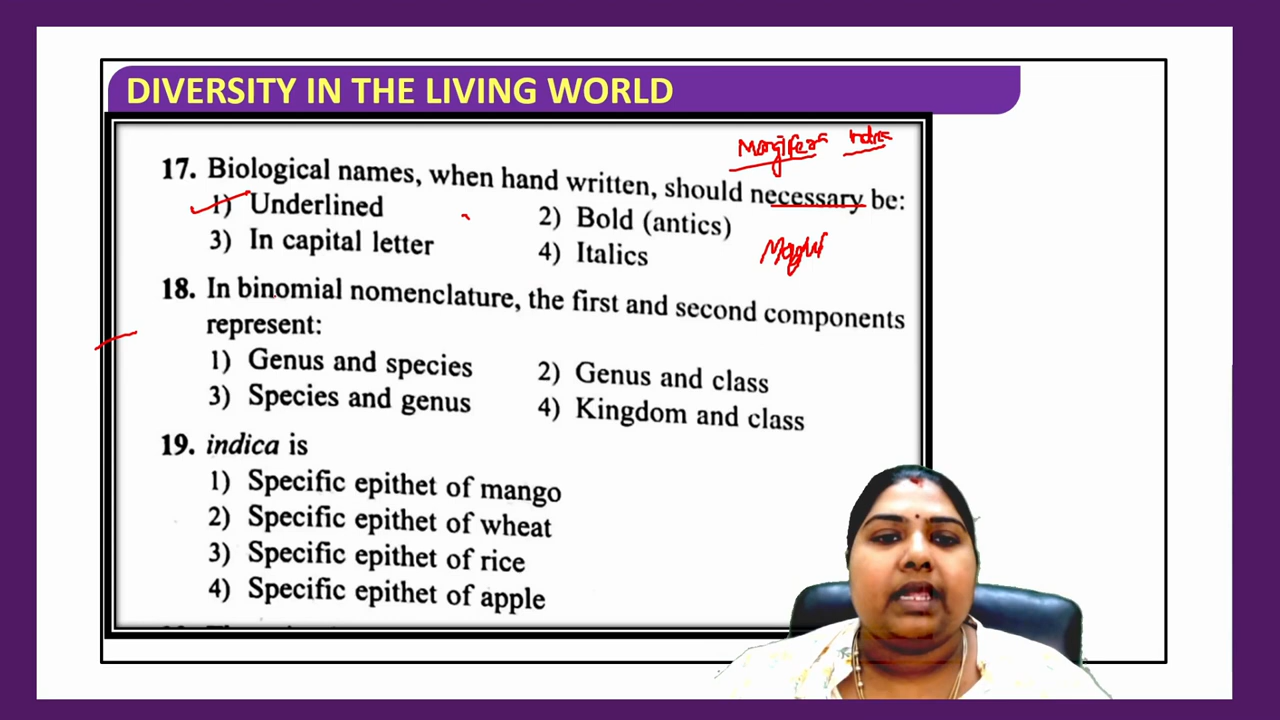 DIVERSITY IN THE LIVING WORLD
Mangifera indica
17. Biological names, when hand written, should necessary be:
1) Underlined 2) Bold (antics)
3) In capital letter 4) Italics
18. In binomial nomenclature, the first and second components
represent:
1) Genus and species 2) Genus and class
3) Species and genus 4) Kingdom and class
19. indica is
1) Specific epithet of mango
2) Specific epithet of wheat
3) Specific epithet of rice
4) Specific epithet of apple